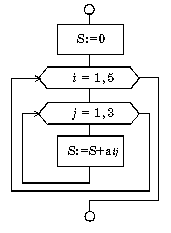 S:=0
i = 1,5
j = 1,3
S:=S+aij